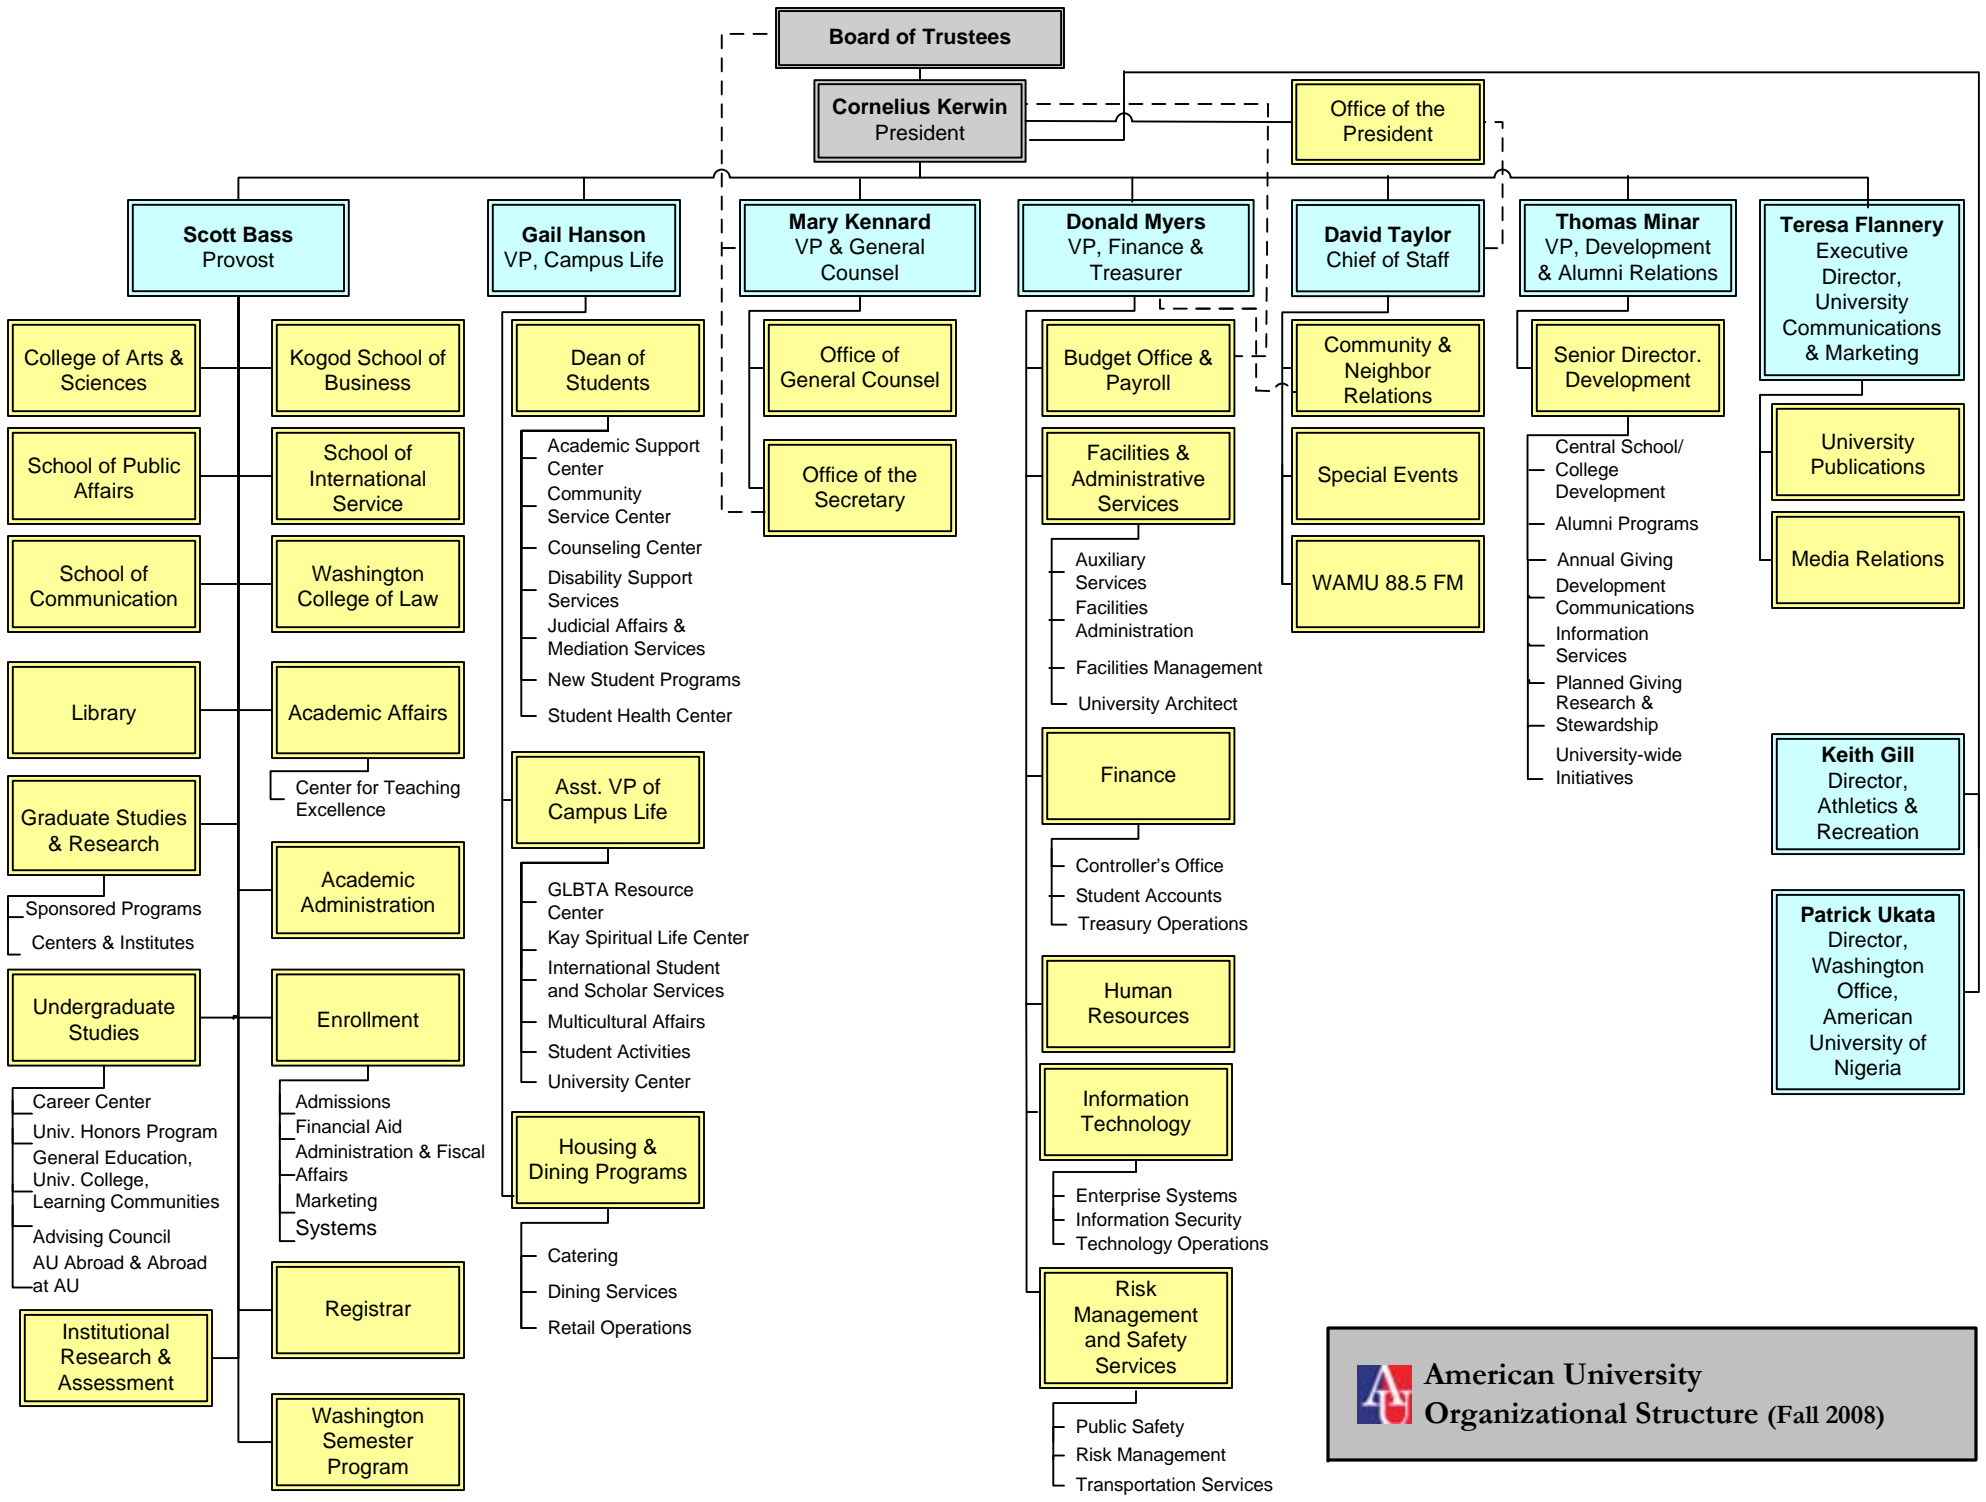 Board of Trustees
Cornelius Kerwin
President
Office of the
President
Scott Bass
Provost
Gail Hanson
VP, Campus Life
Mary Kennard
VP & General
Counsel
Donald Myers
VP, Finance &
Treasurer
David Taylor
Chief of Staff
Thomas Minar
VP, Development
& Alumni Relations
Teresa Flannery
Executive
Director,
University
Communications
& Marketing
College of Arts &
Sciences
Kogod School of
Business
School of Public
Affairs
School of
International
Service
School of
Communication
Washington
College of Law
Library
Academic Affairs
Center for Teaching
Excellence
Graduate Studies
& Research
Sponsored Programs
Centers & Institutes
Academic
Administration
Undergraduate
Studies
Career Center
Univ. Honors Program
General Education,
Univ. College,
Learning Communities
Advising Council
AU Abroad & Abroad
at AU
Enrollment
Admissions
Financial Aid
Administration & Fiscal
Affairs
Marketing
Systems
Registrar
Institutional
Research &
Assessment
Washington
Semester
Program
Dean of
Students
Academic Support
Center
Community
Service Center
Counseling Center
Disability Support
Services
Judicial Affairs &
Mediation Services
New Student Programs
Student Health Center
Asst. VP of
Campus Life
GLBTA Resource
Center
Kay Spiritual Life Center
International Student
and Scholar Services
Multicultural Affairs
Student Activities
University Center
Housing &
Dining Programs
Catering
Dining Services
Retail Operations
Office of
General Counsel
Office of the
Secretary
Budget Office &
Payroll
Facilities &
Administrative
Services
Auxiliary
Services
Facilities
Administration
Facilities Management
University Architect
Finance
Controller's Office
Student Accounts
Treasury Operations
Human
Resources
Information
Technology
Enterprise Systems
Information Security
Technology Operations
Risk
Management
and Safety
Services
Public Safety
Risk Management
Transportation Services
Community &
Neighbor
Relations
Special Events
WAMU 88.5 FM
Senior Director.
Development
Central School/
College
Development
Alumni Programs
Annual Giving
Development
Communications
Information
Services
Planned Giving
Research &
Stewardship
University-wide
Initiatives
University
Publications
Media Relations
Keith Gill
Director,
Athletics &
Recreation
Patrick Ukata
Director,
Washington
Office,
American
University of
Nigeria
AU
American University
Organizational Structure (Fall 2008)